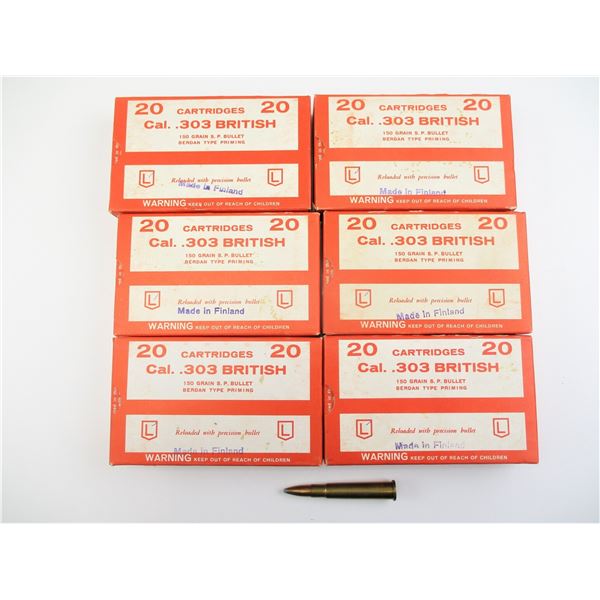 20 CARTRIDGES 20
Cal. .303 BRITISH
150 GRAIN S. P. BULLET
BERDAN TYPE PRIMING
L Reloaded with precision bullet L
Made in Finland
WARNING KEEP OUT OF REACH OF CHILDREN
20 CARTRIDGES 20
Cal. .303 BRITISH
150 GRAIN S. P. BULLET
BERDAN TYPE PRIMING
L Reloaded with precision bullet L
Made in Finland
WARNING KEEP OUT OF REACH OF CHILDREN
20 CARTRIDGES 20
Cal. .303 BRITISH
150 GRAIN S. P. BULLET
BERDAN TYPE PRIMING
L Reloaded with precision bullet L
Made in Finland
WARNING KEEP OUT OF REACH OF CHILDREN
20 CARTRIDGES 20
Cal. .303 BRITISH
150 GRAIN S. P. BULLET
BERDAN TYPE PRIMING
L Reloaded with precision bullet L
Made in Finland
WARNING KEEP OUT OF REACH OF CHILDREN
20 CARTRIDGES 20
Cal. .303 BRITISH
150 GRAIN S. P. BULLET
BERDAN TYPE PRIMING
L Reloaded with precision bullet L
Made in Finland
WARNING KEEP OUT OF REACH OF CHILDREN
20 CARTRIDGES 20
Cal. .303 BRITISH
150 GRAIN S. P. BULLET
BERDAN TYPE PRIMING
L Reloaded with precision bullet L
Made in Finland
WARNING KEEP OUT OF REACH OF CHILDREN